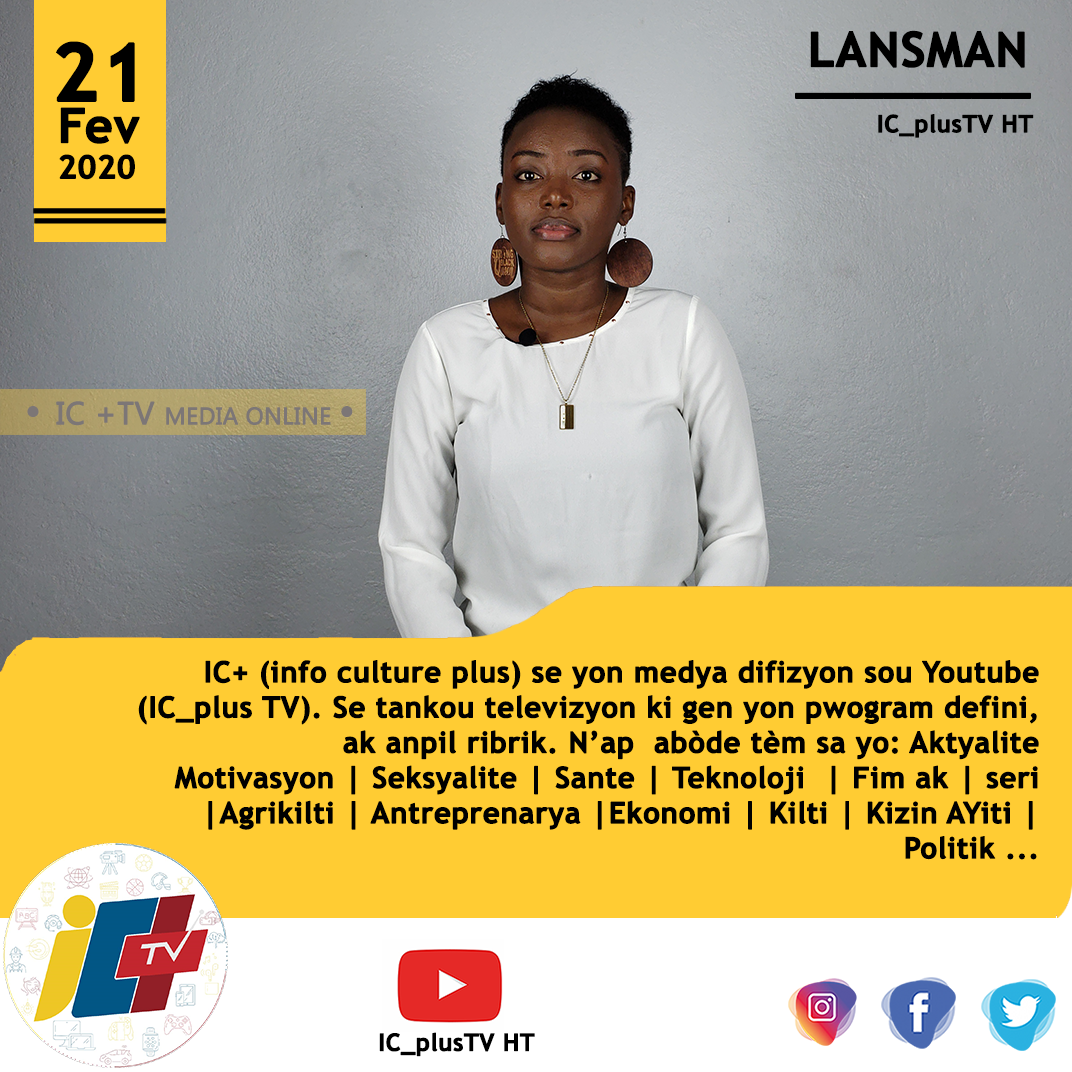 21
Fev
2020
LANSMAN
IC_plusTV HT
• IC +TV MEDIA ONLINE •
IC+ (info culture plus) se yon medya difizyon sou Youtube
(IC_plus TV). Se tankou televizyon ki gen yon pwogram defini,
ak anpil ribrik. N’ap  abòde tèm sa yo: Aktyalite
Motivasyon | Seksyalite | Sante | Teknoloji  | Fim ak | seri
|Agrikilti | Antreprenarya |Ekonomi | Kilti | Kizin AYiti |
Politik ...
iC+
TV
IC_plusTV HT